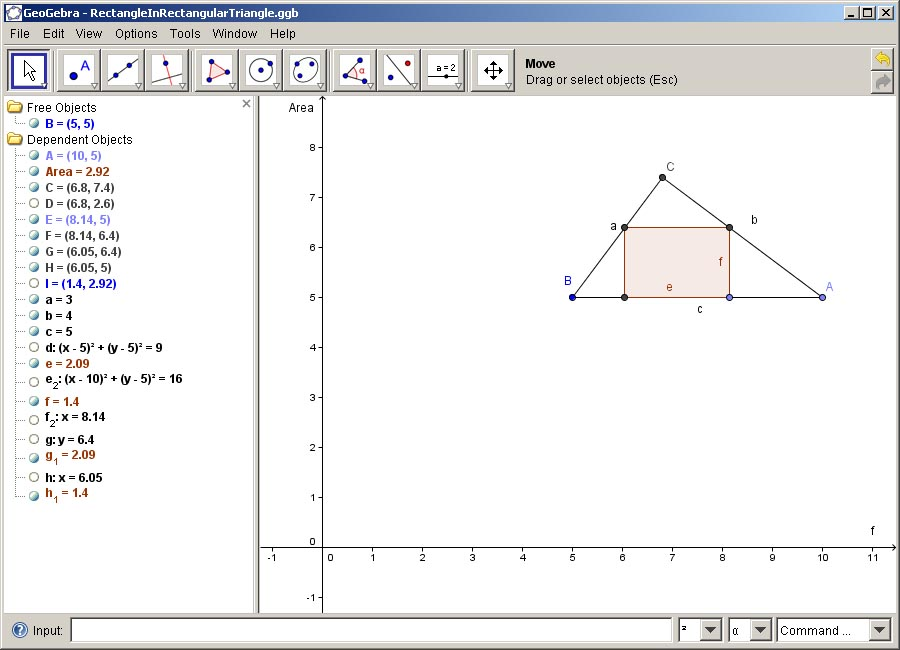 GeoGebra - RectangleInRectangularTriangle.ggb
File Edit View Options Tools Window Help
A
α
a = 2
Move
Drag or select objects (Esc)
Free Objects
B = (5, 5)
Dependent Objects
A = (10, 5)
Area = 2.92
C = (6.8, 7.4)
D = (6.8, 2.6)
E = (8.14, 5)
F = (8.14, 6.4)
G = (6.05, 6.4)
H = (6.05, 5)
I = (1.4, 2.92)
a = 3
b = 4
c = 5
d: (x - 5)² + (y - 5)² = 9
e = 2.09
e₂: (x - 10)² + (y - 5)² = 16
f = 1.4
f₂: x = 8.14
g: y = 6.4
g₁ = 2.09
h: x = 6.05
h₁ = 1.4
Area
8
7
6
5
4
3
2
1
0
-1
C
a
b
f
B
e
A
c
f
-1 0 1 2 3 4 5 6 7 8 9 10 11
Input:
²
α
Command ...